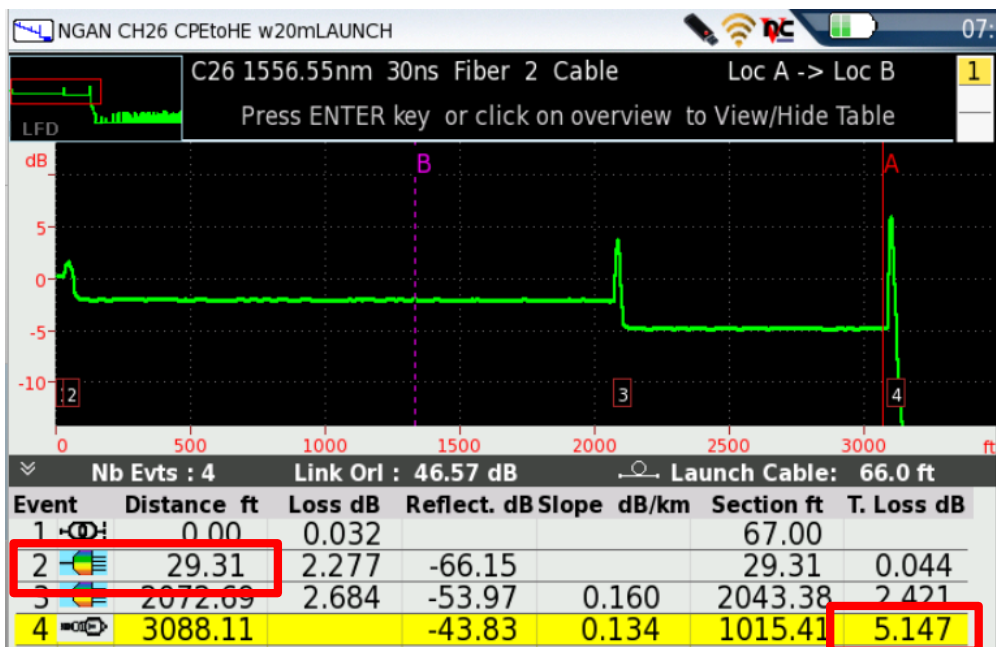 NGAN CH26 CPEtoHE w20mLAUNCH 07:
C26 1556.55nm 30ns Fiber 2 Cable Loc A -> Loc B 1
Press ENTER key or click on overview to View/Hide Table
LFD
dB B A
5
0
-5
-10
2 3 4
0 500 1000 1500 2000 2500 3000 ft
Nb Evts : 4 Link Orl : 46.57 dB Launch Cable: 66.0 ft
Event Distance ft Loss dB Reflect. dB Slope dB/km Section ft T. Loss dB
1 0.00 0.032 67.00
2 29.31 2.277 -66.15 29.31 0.044
3 2072.69 2.684 -53.97 0.160 2043.38 2.421
4 3088.11 -43.83 0.134 1015.41 5.147